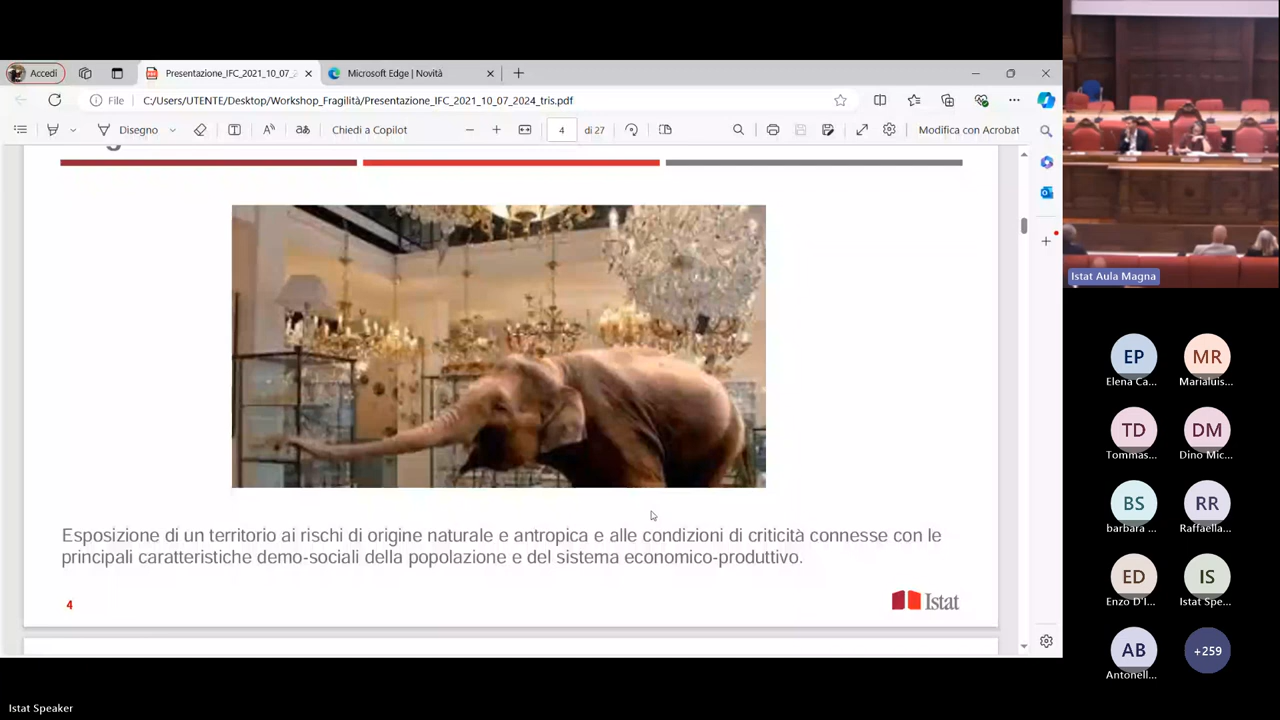 Accedi
Presentazione_IFC_2021_10_07_2
Microsoft Edge | Novità
File
C:/Users/UTENTE/Desktop/Workshop_Fragilità/Presentazione_IFC_2021_10_07_2024_tris.pdf
Disegno
Chiedi a Copilot
4
di 27
Modifica con Acrobat
Esposizione di un territorio ai rischi di origine naturale e antropica e alle condizioni di criticità connesse con le
principali caratteristiche demo-sociali della popolazione e del sistema economico-produttivo.
4
Istat
Istat Aula Magna
EP
MR
Elena Ca...
Marialuis...
TD
DM
Tommas...
Dino Mic...
BS
RR
barbara ...
Raffaella...
ED
IS
Enzo D'I...
Istat Spe...
AB
+259
Antonell...
Istat Speaker